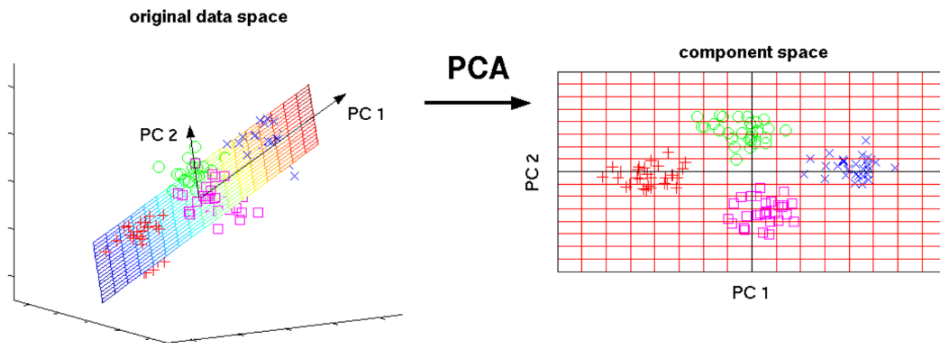 original data space
PC 1
PC 2
PCA
component space
PC 2
PC 1